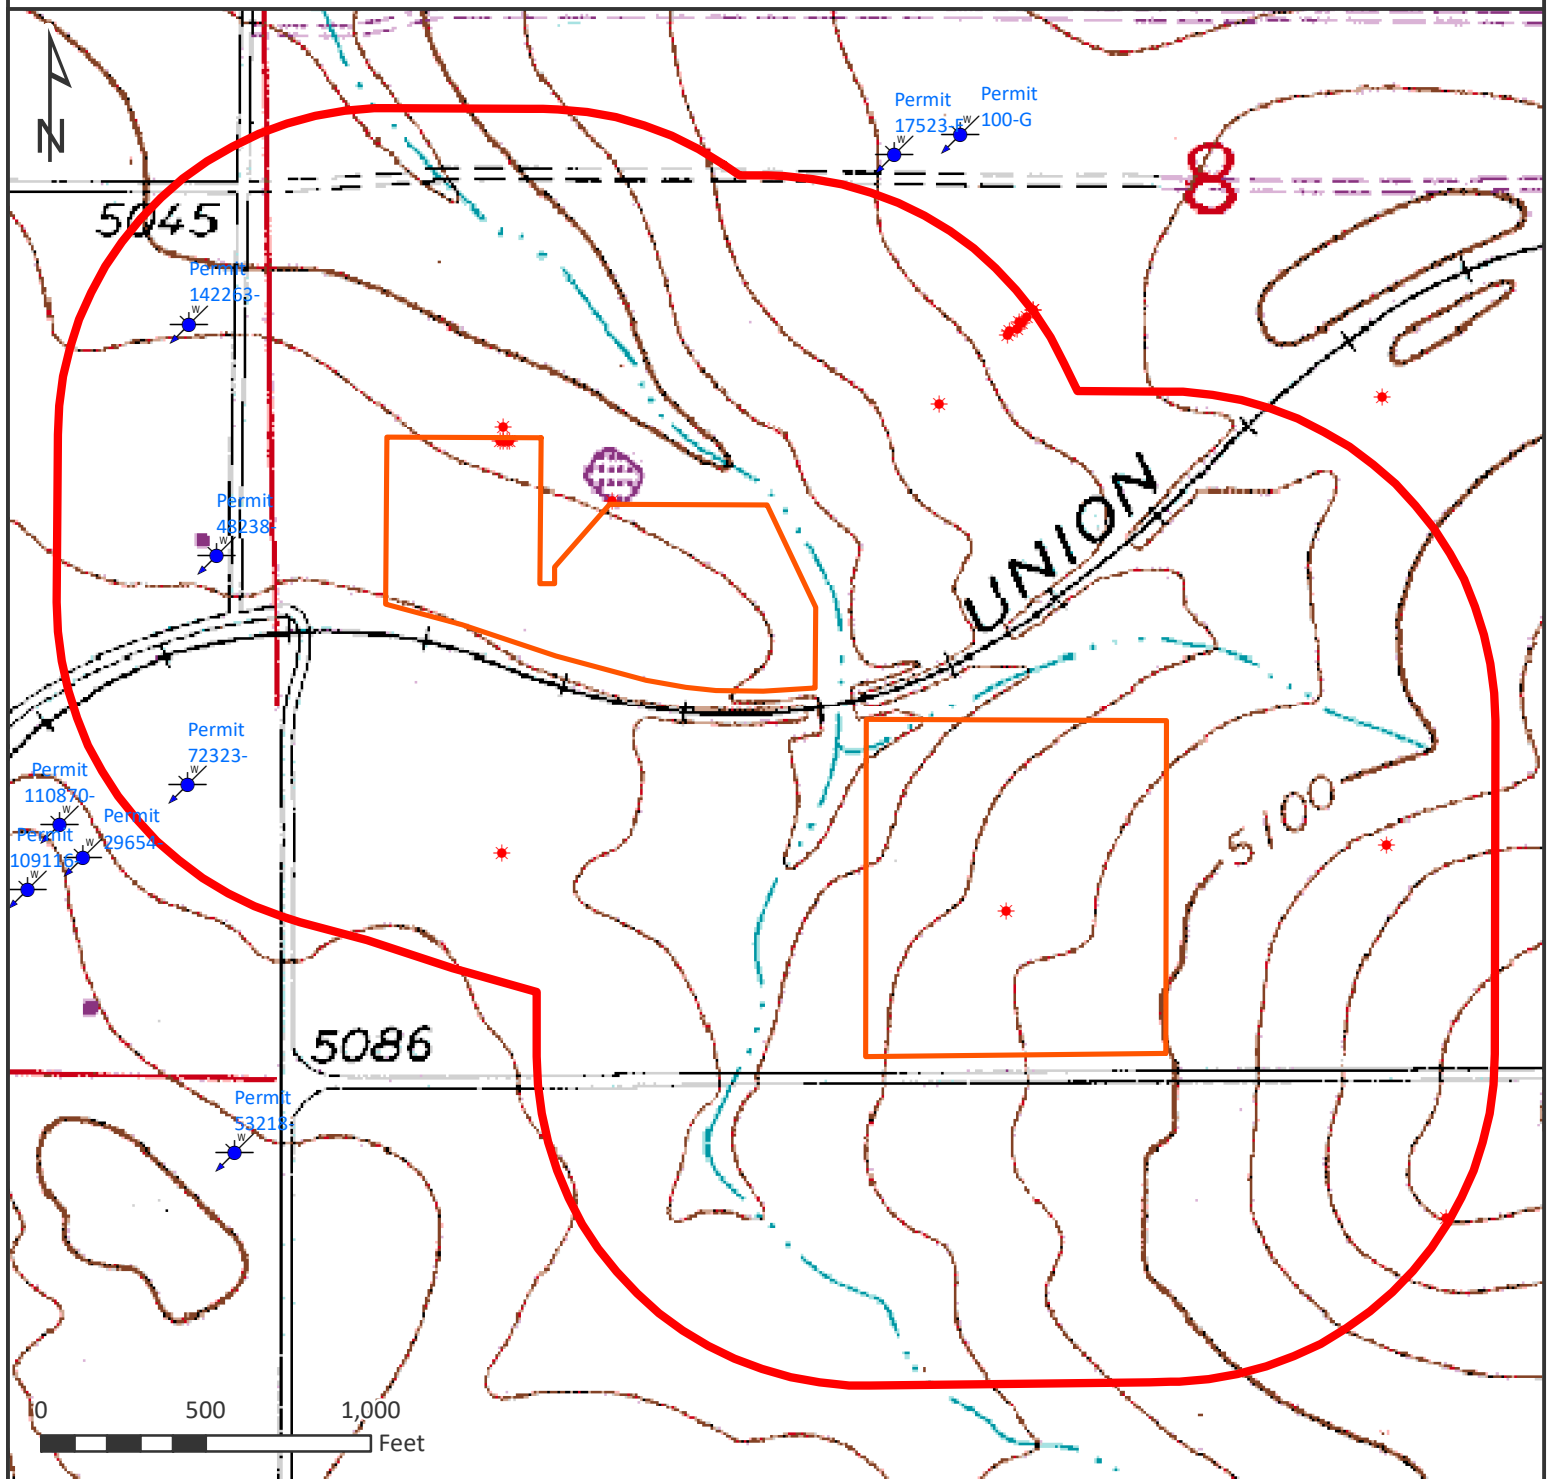 N
Permit
17523-F
Permit
100-G
8
5045
Permit
142263-
Permit
48238-
UNION
Permit
72323-
Permit
110870-
Permit
29654-
Permit
109116-
5100
5086
Permit
53218-
0 500 1,000
Feet
W
W
W
W
W
W
W
W
W